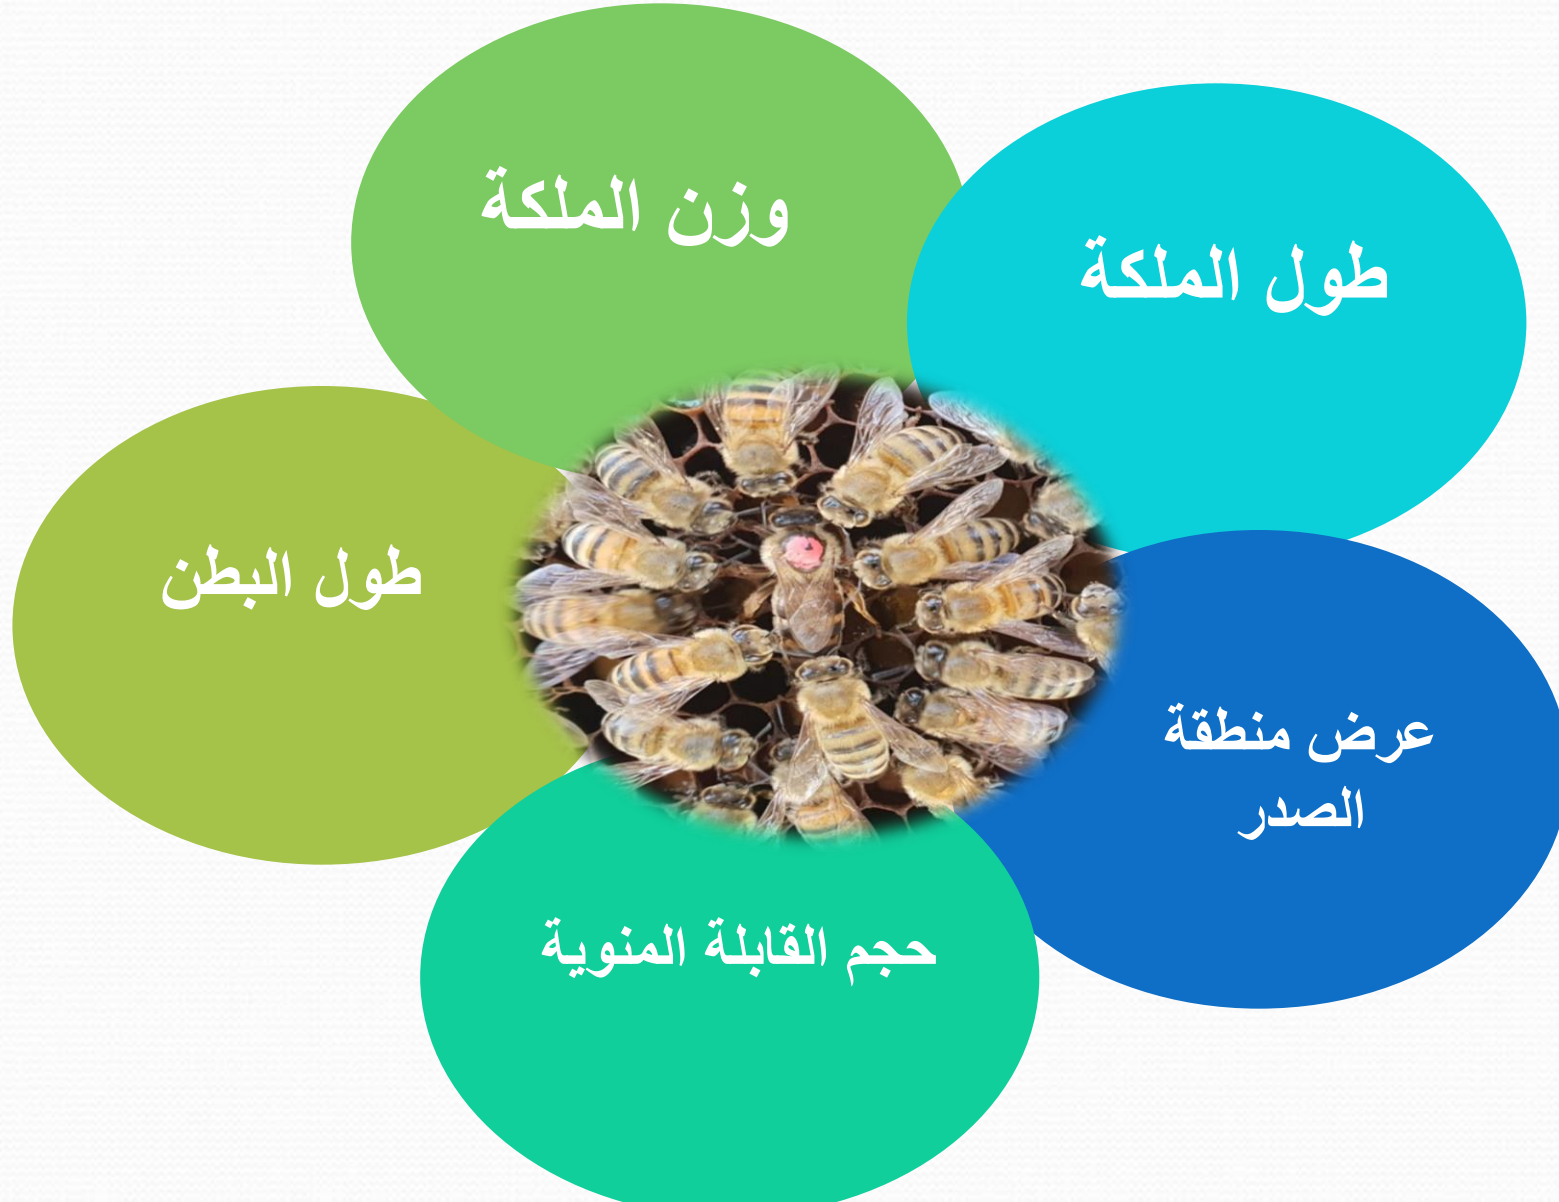 وزن الملكة
طول الملكة
طول البطن
عرض منطقة
الصدر
حجم القابلة المنوية